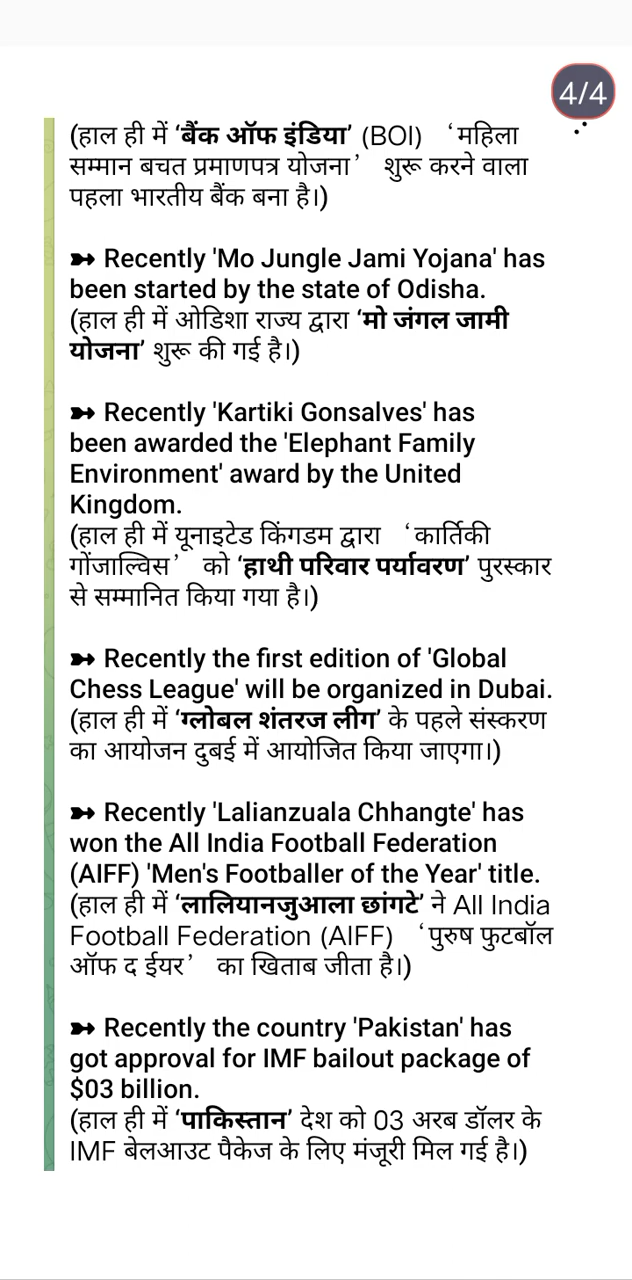 4/4
(हाल ही में ‘बैंक ऑफ इंडिया’ (BOI) ‘महिला
सम्मान बचत प्रमाणपत्र योजना’ शुरू करने वाला
पहला भारतीय बैंक बना है।)
➼ Recently 'Mo Jungle Jami Yojana' has
been started by the state of Odisha.
(हाल ही में ओडिशा राज्य द्वारा ‘मो जंगल जामी
योजना’ शुरू की गई है।)
➼ Recently 'Kartiki Gonsalves' has
been awarded the 'Elephant Family
Environment' award by the United
Kingdom.
(हाल ही में यूनाइटेड किंगडम द्वारा ‘कार्तिकी
गोंजाल्विस’ को ‘हाथी परिवार पर्यावरण’ पुरस्कार
से सम्मानित किया गया है।)
➼ Recently the first edition of 'Global
Chess League' will be organized in Dubai.
(हाल ही में ‘ग्लोबल शंतरज लीग’ के पहले संस्करण
का आयोजन दुबई में आयोजित किया जाएगा।)
➼ Recently 'Lalianzuala Chhangte' has
won the All India Football Federation
(AIFF) 'Men's Footballer of the Year' title.
(हाल ही में ‘लालियानजुआला छांगटे’ ने All India
Football Federation (AIFF) ‘पुरुष फुटबॉल
ऑफ द ईयर’ का खिताब जीता है।)
➼ Recently the country 'Pakistan' has
got approval for IMF bailout package of
$03 billion.
(हाल ही में ‘पाकिस्तान’ देश को 03 अरब डॉलर के
IMF बेलआउट पैकेज के लिए मंजूरी मिल गई है।)